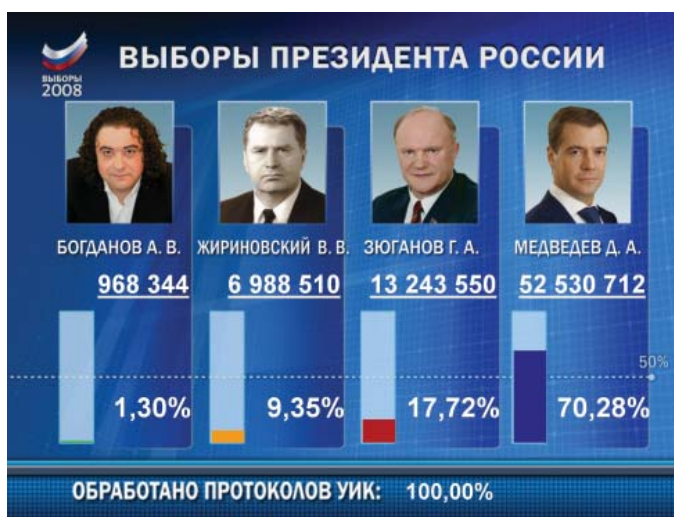 ВЫБОРЫ ПРЕЗИДЕНТА РОССИИ
ВЫБОРЫ
2008
БОГДАНОВ А. В. ЖИРИНОВСКИЙ В. В. ЗЮГАНОВ Г. А. МЕДВЕДЕВ Д. А.
968 344 6 988 510 13 243 550 52 530 712
50%
1,30% 9,35% 17,72% 70,28%
ОБРАБОТАНО ПРОТОКОЛОВ УИК: 100,00%